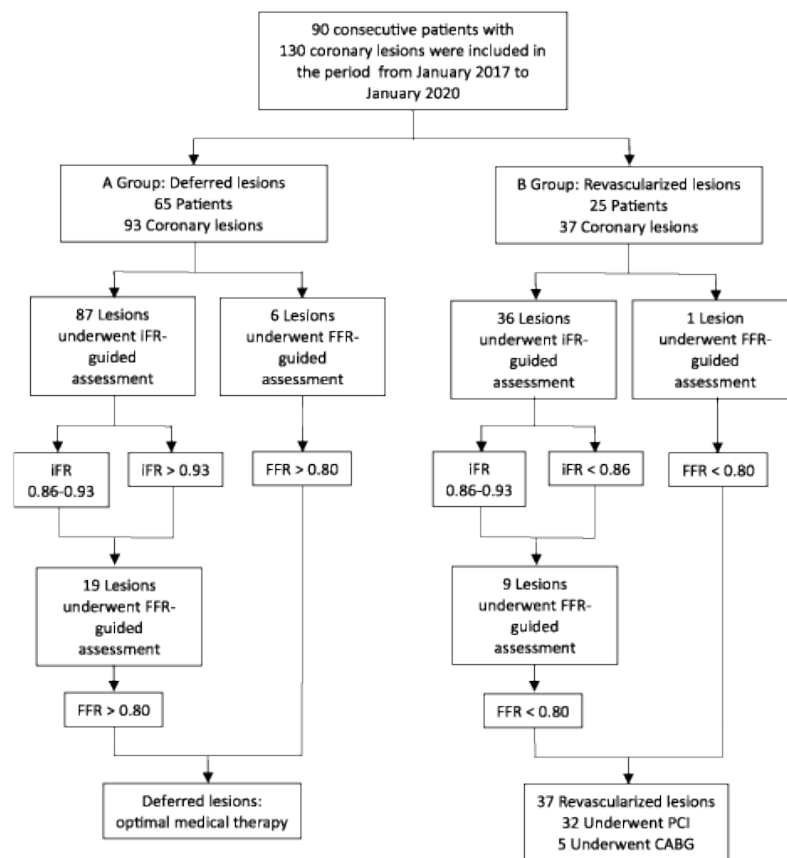 90 consecutive patients with
130 coronary lesions were included in
the period from January 2017 to
January 2020
A Group: Deferred lesions
65 Patients
93 Coronary lesions
B Group: Revascularized lesions
25 Patients
37 Coronary lesions
87 Lesions
underwent iFR-
guided
assessment
6 Lesions
underwent FFR-
guided
assessment
36 Lesions
underwent iFR-
guided
assessment
1 Lesion
underwent FFR-
guided
assessment
iFR
0.86-0.93
iFR > 0.93
FFR > 0.80
iFR
0.86-0.93
iFR < 0.86
FFR < 0.80
19 Lesions
underwent FFR-
guided
assessment
9 Lesions
underwent FFR-
guided
assessment
FFR > 0.80
FFR < 0.80
Deferred lesions:
optimal medical therapy
37 Revascularized lesions
32 Underwent PCI
5 Underwent CABG